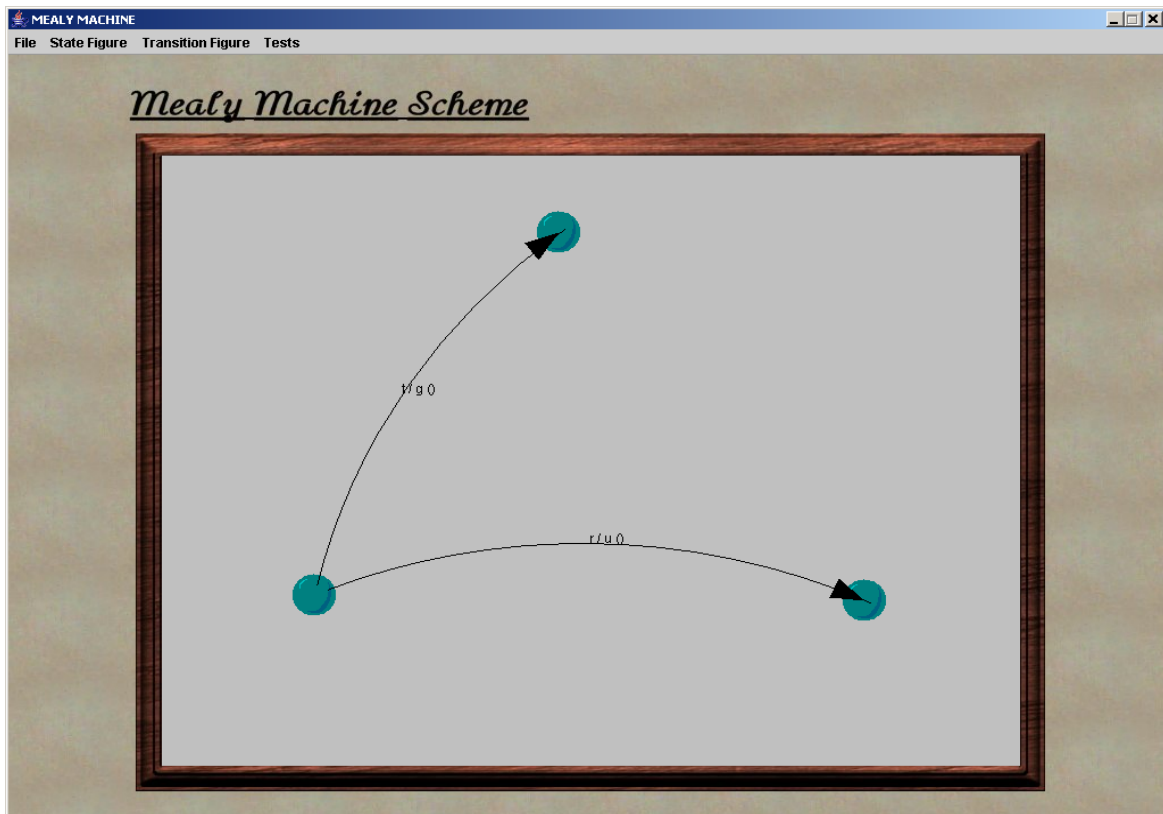 MEALY MACHINE
File State Figure Transition Figure Tests
Mealy Machine Scheme
t / g ()
r / u ()